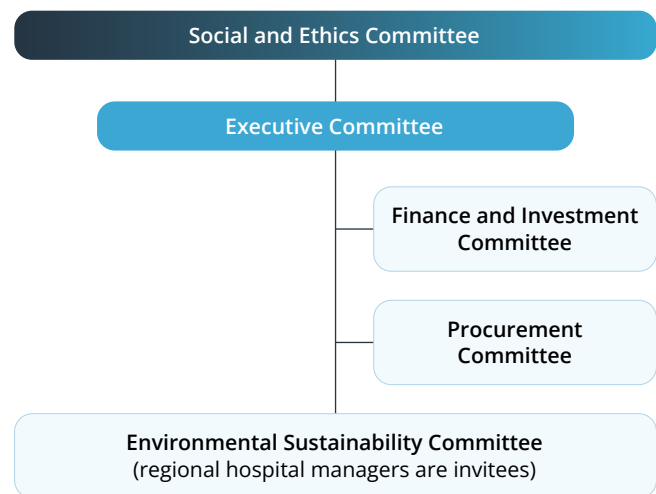 Social and Ethics Committee
Executive Committee
Finance and Investment
Committee
Procurement
Committee
Environmental Sustainability Committee
(regional hospital managers are invitees)